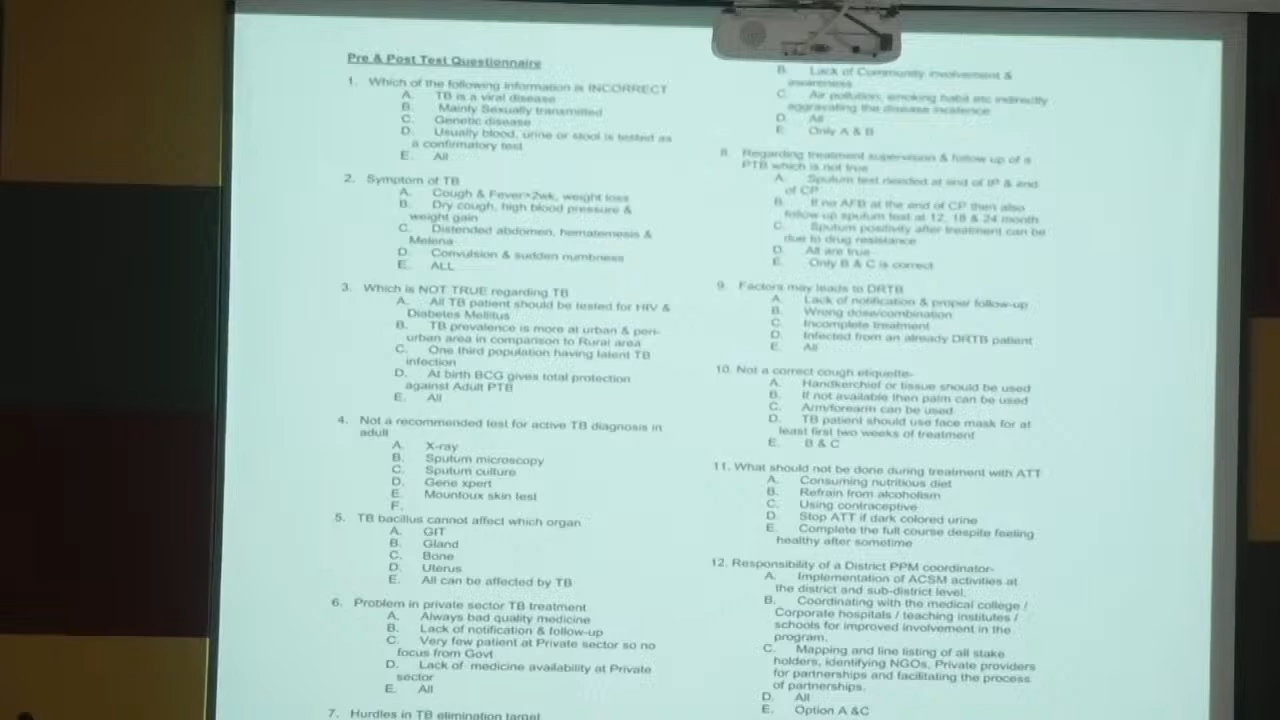 Pre & Post Test Questionnaire
1. Which of the following information is INCORRECT
A. TB is a viral disease
B. Mainly Sexually transmitted
C. Genetic disease
D. Usually blood, urine or stool is tested as
a confirmatory test
E. All
2. Symptom of TB
A. Cough & Fever>2wk, weight loss
B. Dry cough, high blood pressure &
weight gain
C. Distended abdomen, hematemesis &
Melena
D. Convulsion & sudden numbness
E. ALL
3. Which is NOT TRUE regarding TB
A. All TB patient should be tested for HIV &
Diabetes Mellitus
B. TB prevalence is more at urban & peri-
urban area in comparison to Rural area
C. One third population having latent TB
infection
D. At birth BCG gives total protection
against Adult PTB
E. All
4. Not a recommended test for active TB diagnosis in
adult
A. X-ray
B. Sputum microscopy
C. Sputum culture
D. Gene xpert
E. Mountoux skin test
F.
5. TB bacillus cannot affect which organ
A. GIT
B. Gland
C. Bone
D. Uterus
E. All can be affected by TB
6. Problem in private sector TB treatment
A. Always bad quality medicine
B. Lack of notification & follow-up
C. Very few patient at Private sector so no
focus from Govt
D. Lack of medicine availability at Private
sector
E. All
7. Hurdles in TB elimination target
B. Lack of Community involvement &
awareness
C. Air pollution, smoking habit etc indirectly
aggravating the disease incidence
D. All
E. Only A & B
8. Regarding treatment supervision & follow up of a
PTB which is not true
A. Sputum test needed at end of IP & end
of CP
B. If no AFB at the end of CP then also
follow up sputum test at 12, 18 & 24 month
C. Sputum positivity after treatment can be
due to drug resistance
D. All are true
E. Only B & C is correct
9. Factors may leads to DRTB
A. Lack of notification & proper follow-up
B. Wrong dose/combination
C. Incomplete treatment
D. Infected from an already DRTB patient
E. All
10. Not a correct cough etiquette-
A. Handkerchief or tissue should be used
B. If not available then palm can be used
C. Arm/forearm can be used
D. TB patient should use face mask for at
least first two weeks of treatment
E. B & C
11. What should not be done during treatment with ATT
A. Consuming nutritious diet
B. Refrain from alcoholism
C. Using contraceptive
D. Stop ATT if dark colored urine
E. Complete the full course despite feeling
healthy after sometime
12. Responsibility of a District PPM coordinator-
A. Implementation of ACSM activities at
the district and sub-district level.
B. Coordinating with the medical college /
Corporate hospitals / teaching institutes /
schools for improved involvement in the
program.
C. Mapping and line listing of all stake
holders, identifying NGOs, Private providers
for partnerships and facilitating the process
of partnerships.
D. All
E. Option A &C